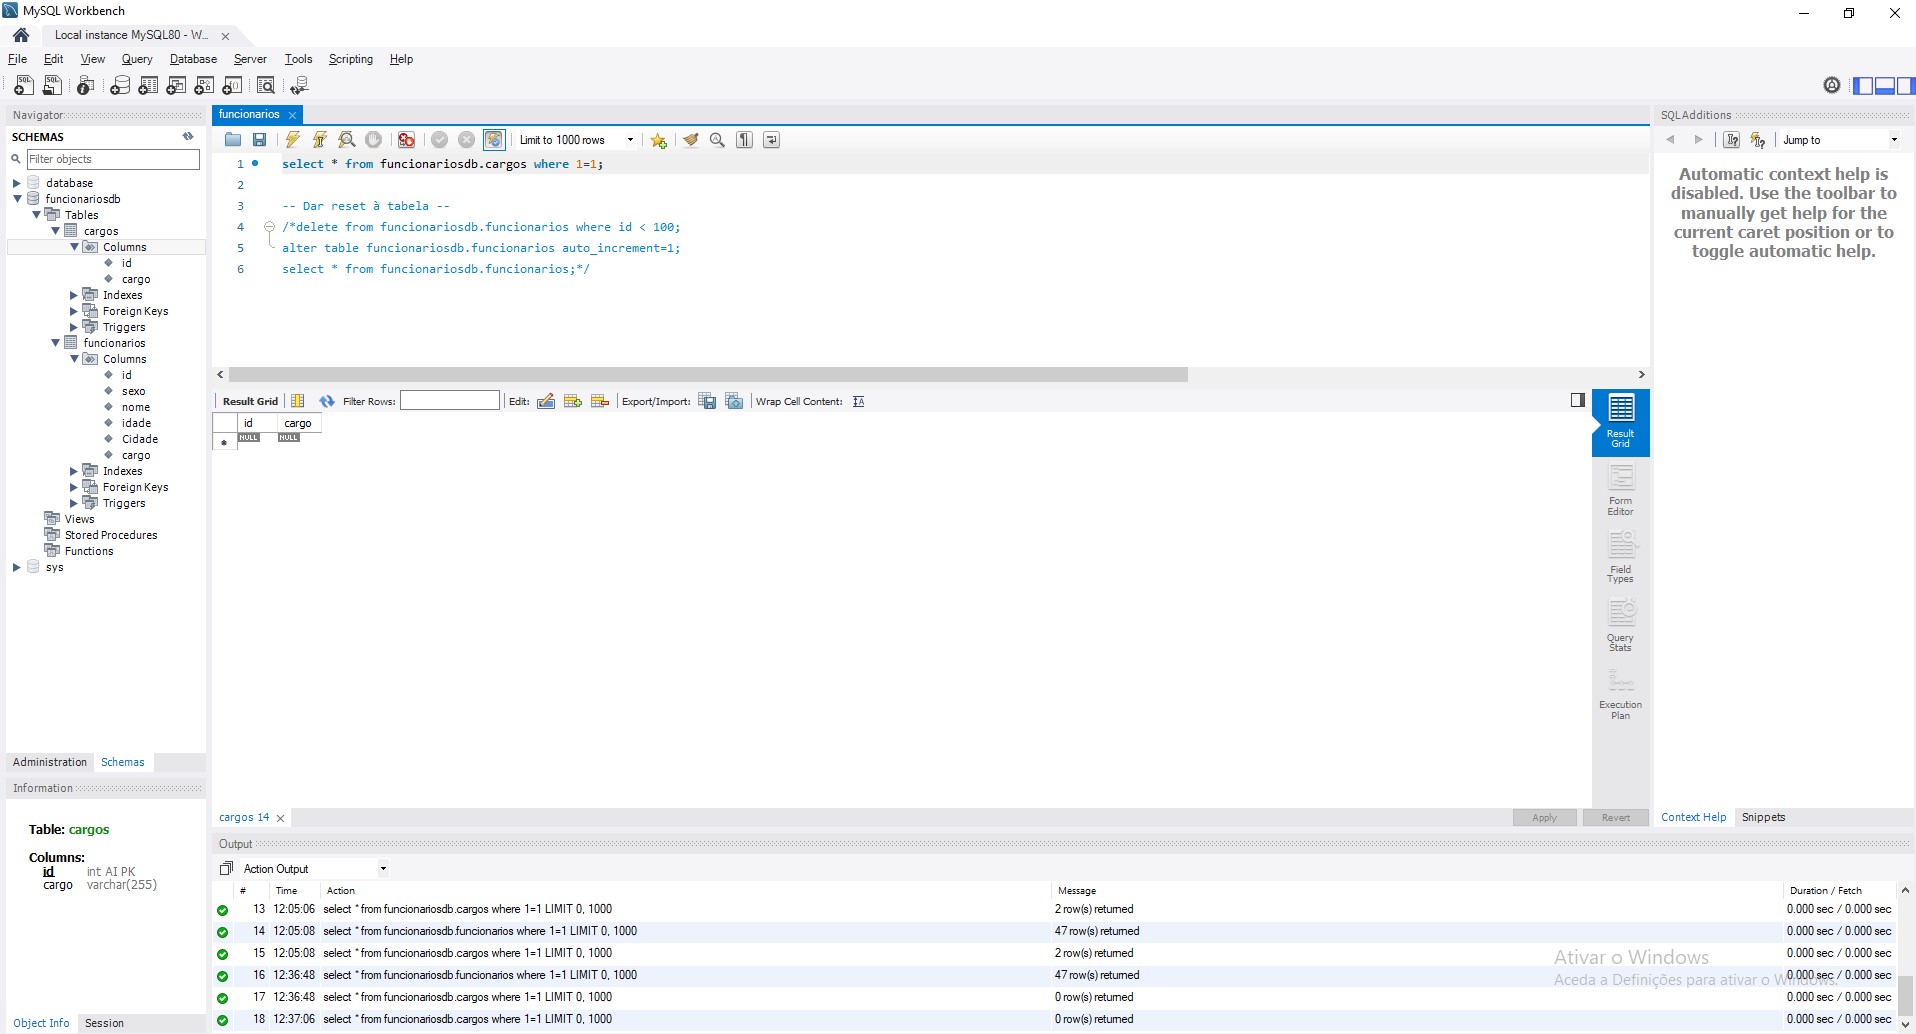 MySQL Workbench
Local instance MySQL80 - W...
File Edit View Query Database Server Tools Scripting Help
Navigator
SCHEMAS
Filter objects
database
funcionariosdb
Tables
cargos
Columns
id
cargo
Indexes
Foreign Keys
Triggers
funcionarios
Columns
id
sexo
nome
idade
Cidade
cargo
Indexes
Foreign Keys
Triggers
Views
Stored Procedures
Functions
sys
Administration Schemas
Information
Table: cargos
Columns:
id int AI PK
cargo varchar(255)
Object Info Session
funcionarios
Limit to 1000 rows
1 select * from funcionariosdb.cargos where 1=1;
2
3 -- Dar reset à tabela --
4 /*delete from funcionariosdb.funcionarios where id < 100;
5 alter table funcionariosdb.funcionarios auto_increment=1;
6 select * from funcionariosdb.funcionarios;*/
Result Grid Filter Rows: Edit: Export/Import: Wrap Cell Content:
id cargo
NULL NULL
Result
Grid
Form
Editor
Field
Types
Query
Stats
Execution
Plan
cargos 14
Apply Revert
SQLAdditions
Jump to
Automatic context help is
disabled. Use the toolbar to
manually get help for the
current caret position or to
toggle automatic help.
Context Help Snippets
Output
Action Output
# Time Action Message Duration / Fetch
13 12:05:06 select * from funcionariosdb.cargos where 1=1 LIMIT 0, 1000 2 row(s) returned 0.000 sec / 0.000 sec
14 12:05:08 select * from funcionariosdb.funcionarios where 1=1 LIMIT 0, 1000 47 row(s) returned 0.000 sec / 0.000 sec
15 12:05:08 select * from funcionariosdb.cargos where 1=1 LIMIT 0, 1000 2 row(s) returned 0.000 sec / 0.000 sec
16 12:36:48 select * from funcionariosdb.funcionarios where 1=1 LIMIT 0, 1000 47 row(s) returned 0.000 sec / 0.000 sec
17 12:36:48 select * from funcionariosdb.cargos where 1=1 LIMIT 0, 1000 0 row(s) returned 0.000 sec / 0.000 sec
18 12:37:06 select * from funcionariosdb.cargos where 1=1 LIMIT 0, 1000 0 row(s) returned 0.000 sec / 0.000 sec
Ativar o Windows
Aceda a Definições para ativar o Windows.